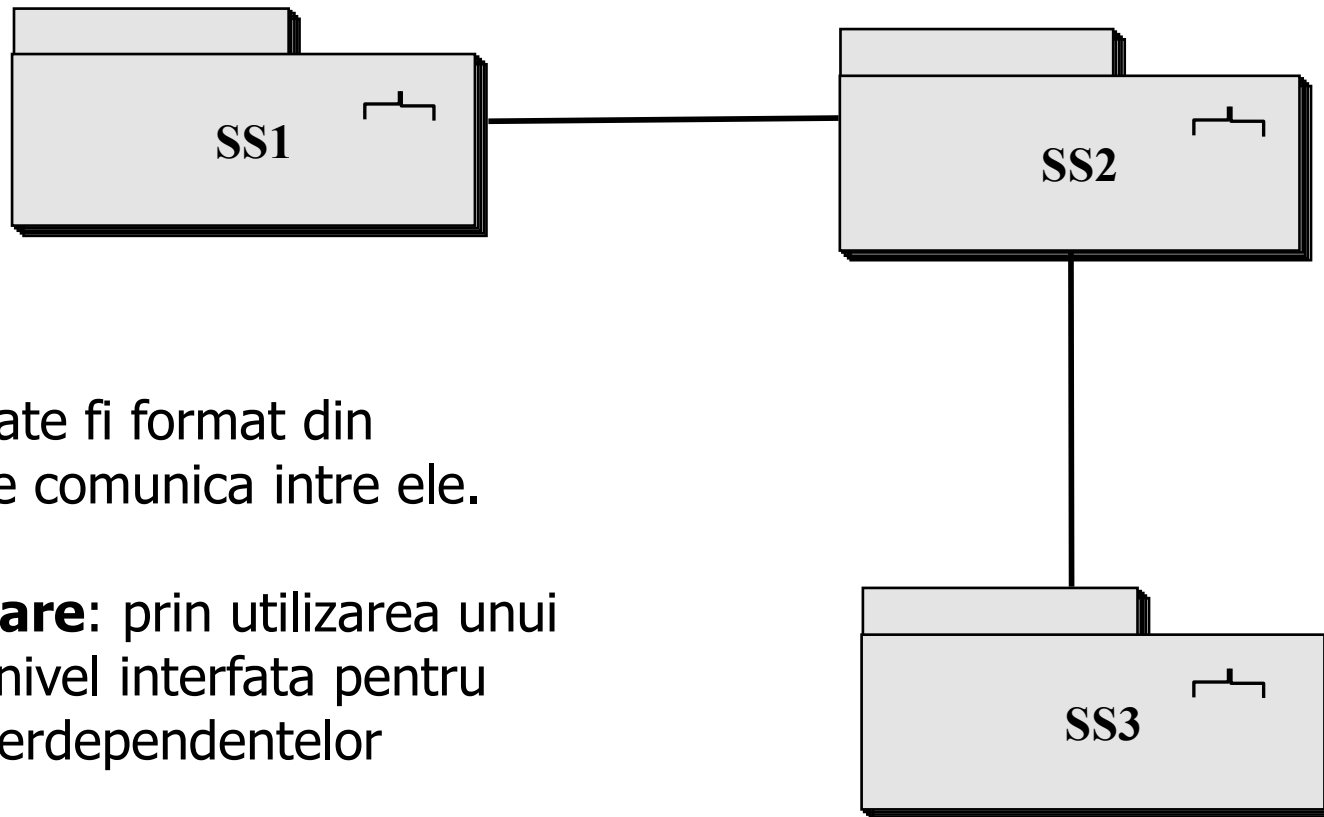 SS1
SS2
ate fi format din
e comunica intre ele.
are: prin utilizarea unui
nivel interfata pentru
erdependentelor
SS3